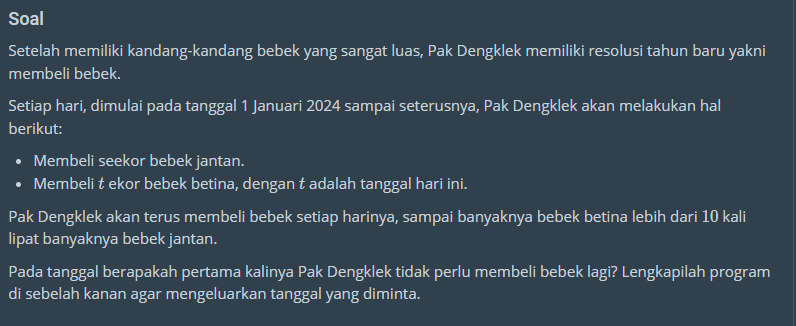 Soal
Setelah memiliki kandang-kandang bebek yang sangat luas, Pak Dengklek memiliki resolusi tahun baru yakni
membeli bebek.
Setiap hari, dimulai pada tanggal 1 Januari 2024 sampai seterusnya, Pak Dengklek akan melakukan hal
berikut:
• Membeli seekor bebek jantan.
• Membeli t ekor bebek betina, dengan t adalah tanggal hari ini.
Pak Dengklek akan terus membeli bebek setiap harinya, sampai banyaknya bebek betina lebih dari 10 kali
lipat banyaknya bebek jantan.
Pada tanggal berapakah pertama kalinya Pak Dengklek tidak perlu membeli bebek lagi? Lengkapilah program
di sebelah kanan agar mengeluarkan tanggal yang diminta.